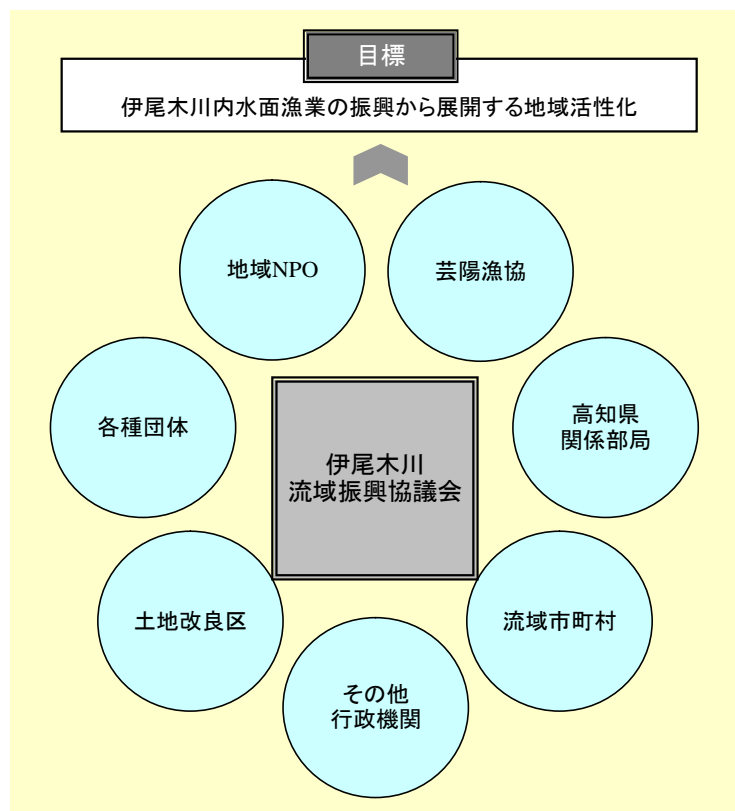 目標
伊尾木川内水面漁業の振興から展開する地域活性化
地域NPO
芸陽漁協
各種団体
高知県
関係部局
伊尾木川
流域振興協議会
土地改良区
流域市町村
その他
行政機関